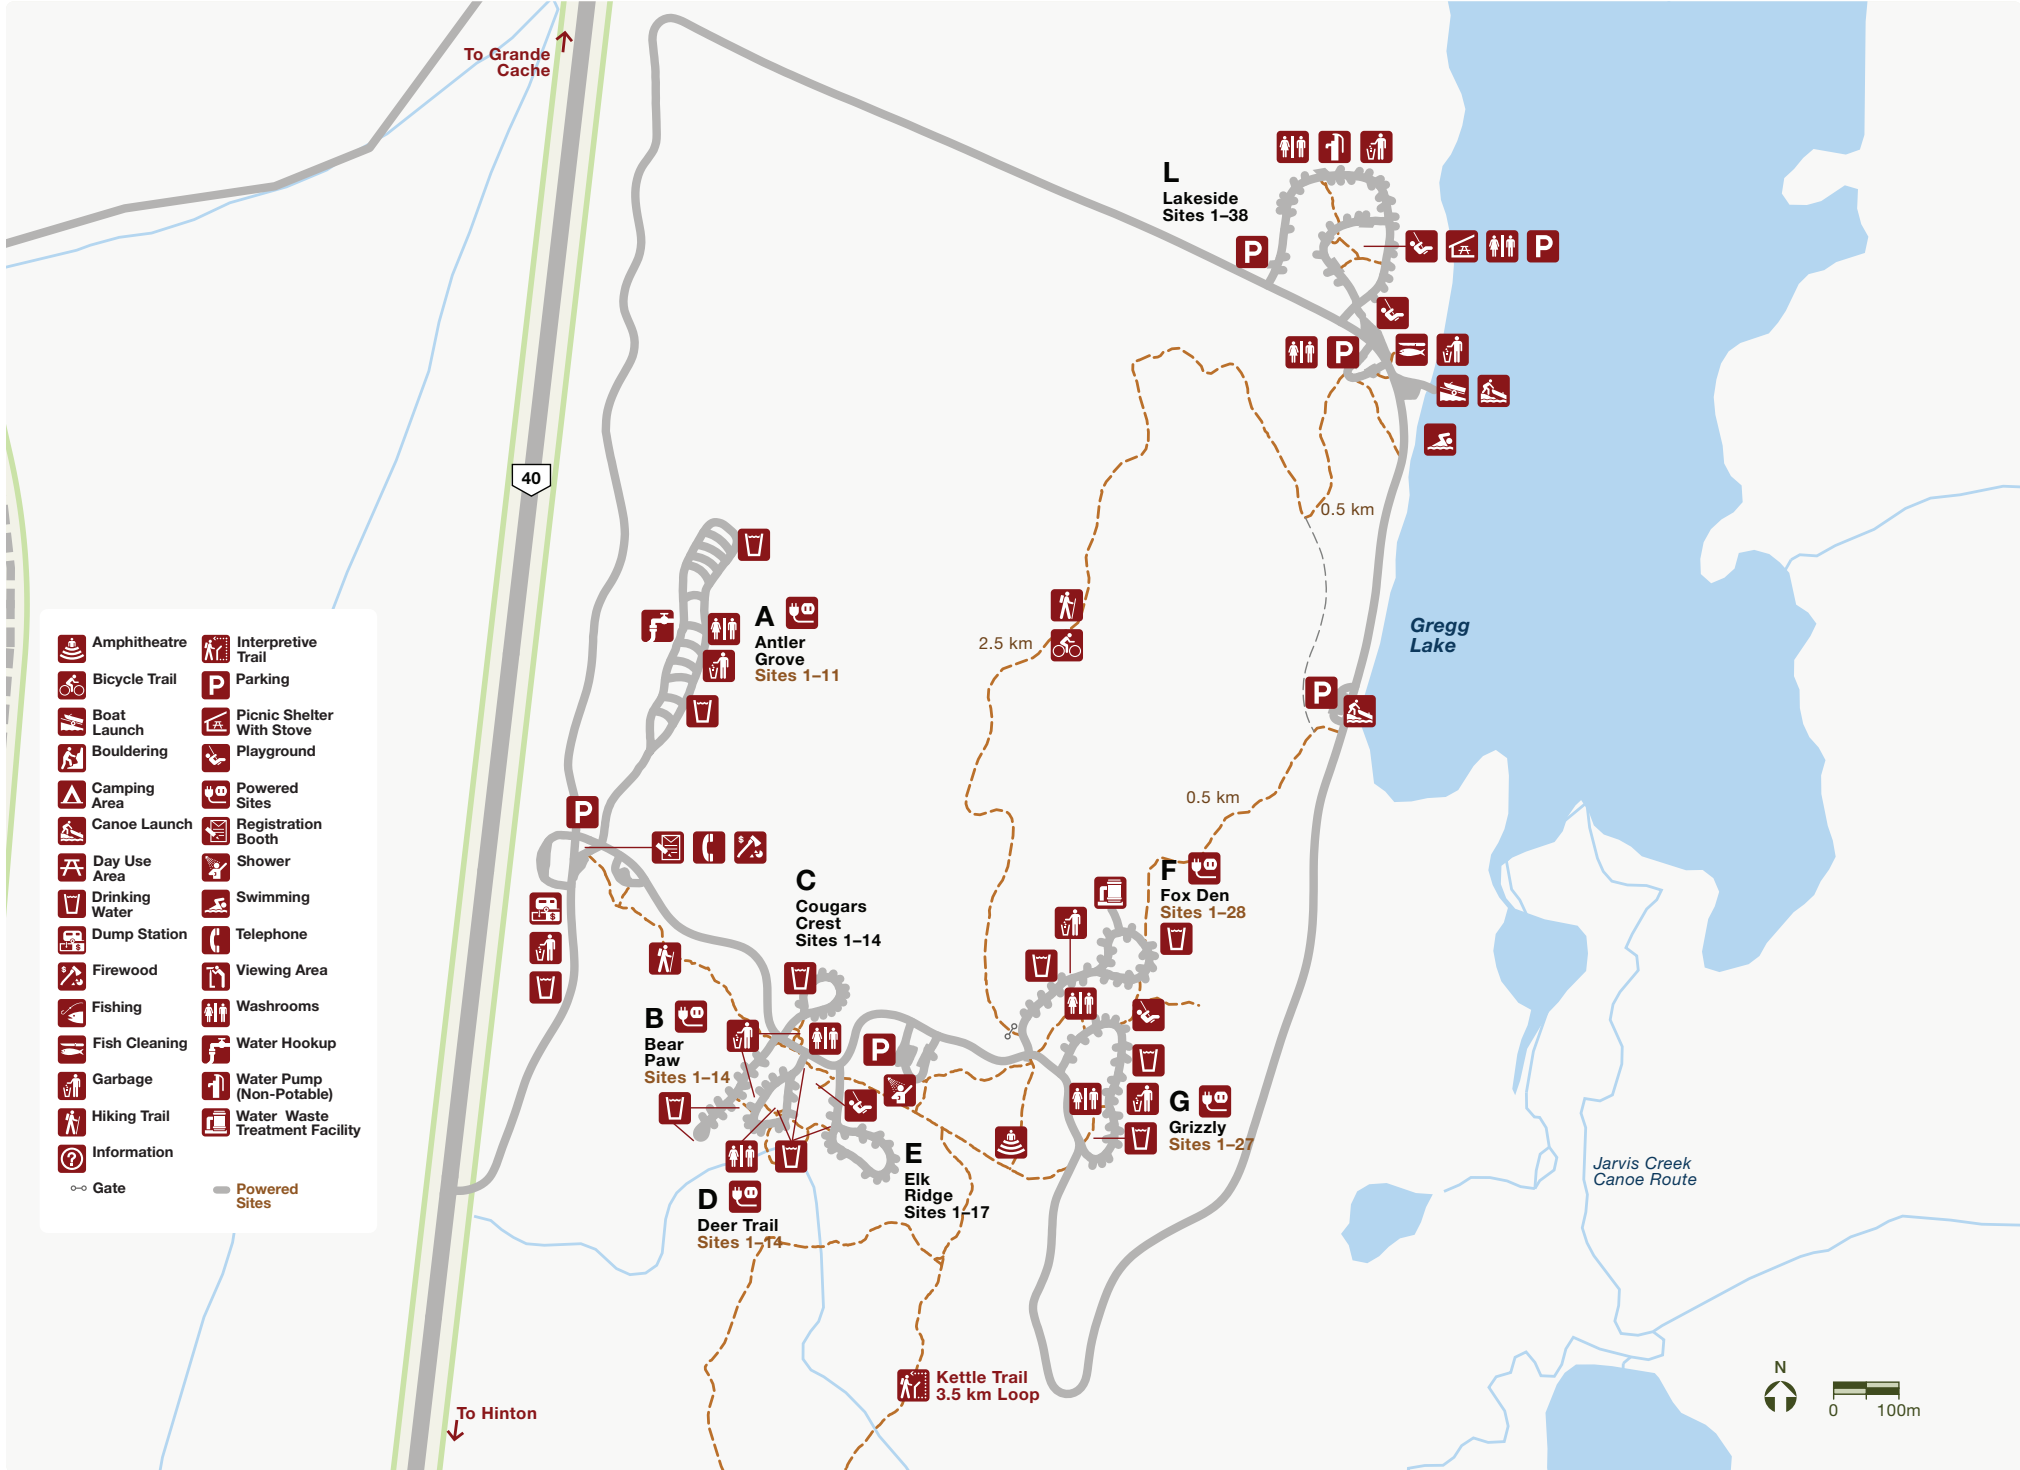 To Grande
Cache
L
Lakeside
Sites 1–38
P
P
P
40
0.5 km
A
Antler
Grove
Sites 1–11
2.5 km
Gregg
Lake
P
0.5 km
P
$
C
Cougars
Crest
Sites 1–14
F
Fox Den
Sites 1–28
$
B
Bear
Paw
Sites 1–14
P
G
Grizzly
Sites 1–27
E
Elk
Ridge
Sites 1–17
D
Deer Trail
Sites 1–14
Jarvis Creek
Canoe Route
Kettle Trail
3.5 km Loop
To Hinton
N
0 100m
Amphitheatre
Bicycle Trail
Boat
Launch
Bouldering
Camping
Area
Canoe Launch
Day Use
Area
Drinking
Water
Dump Station
$
Firewood
$
Fishing
Fish Cleaning
Garbage
Hiking Trail
Information
?
Gate
Interpretive
Trail
Parking
P
Picnic Shelter
With Stove
Playground
Powered
Sites
Registration
Booth
Shower
Swimming
Telephone
Viewing Area
Washrooms
Water Hookup
Water Pump
(Non-Potable)
Water Waste
Treatment Facility
Powered
Sites